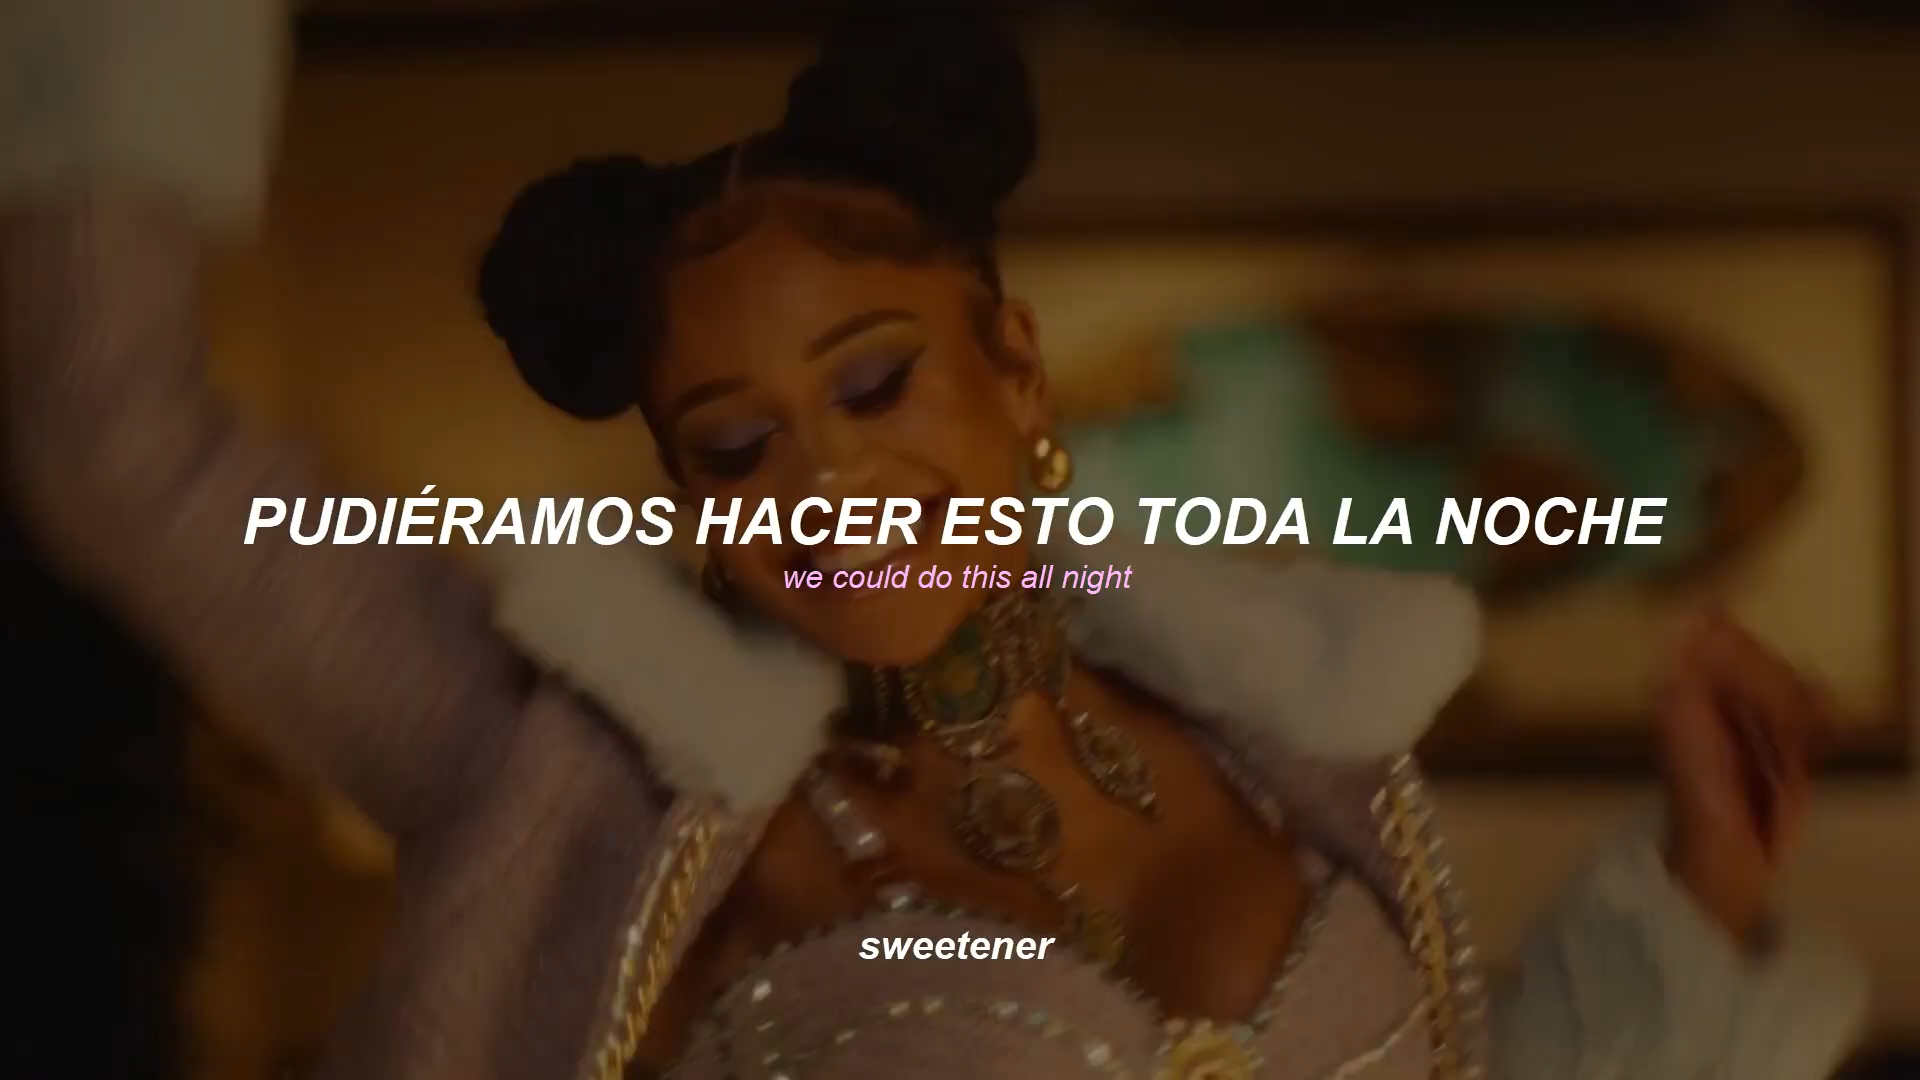 PUDIÉRAMOS HACER ESTO TODA LA NOCHE
we could do this all night
sweetener